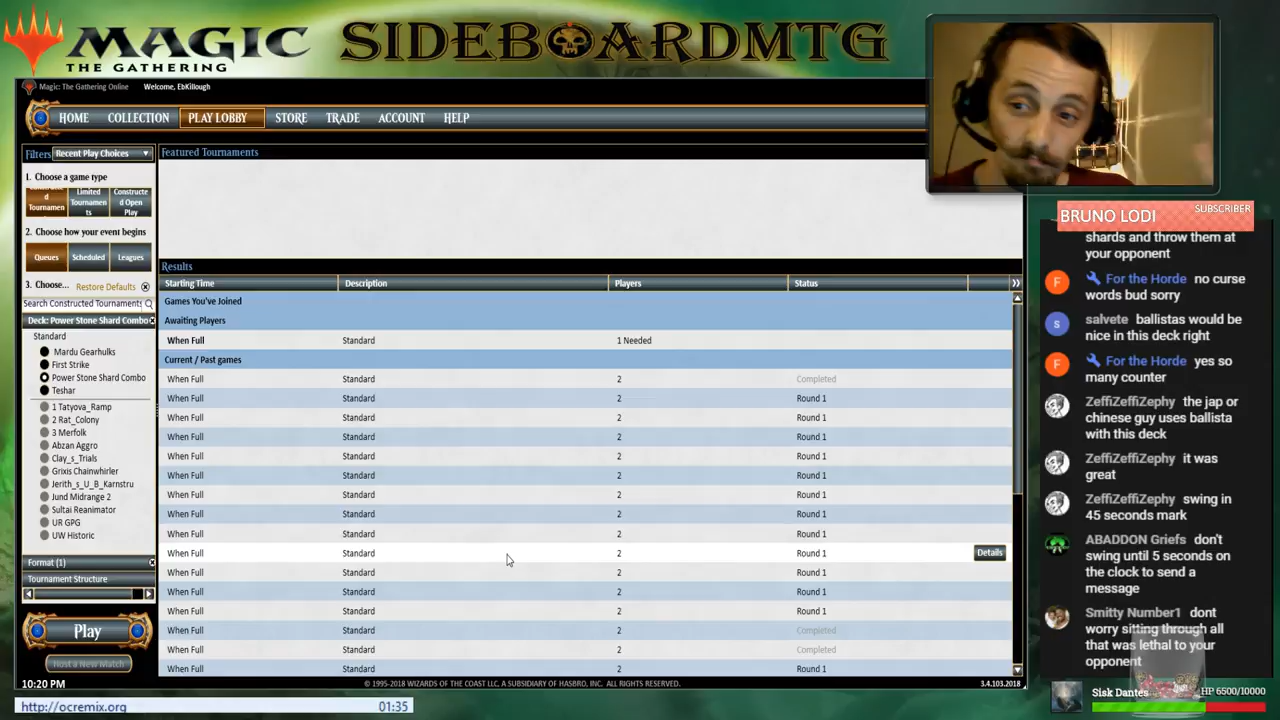 MAGIC
THE GATHERING
SIDEBOARDMTG
Magic: The Gathering Online Welcome, EbKillough
HOME COLLECTION PLAY LOBBY STORE TRADE ACCOUNT HELP
Filters Recent Play Choices
1. Choose a game type
d
Tournamen
Limited
Tournamen
ts
Constructe
d Open
Play
2. Choose how your event begins
Queues Scheduled Leagues
3. Choose... Restore Defaults
Search Constructed Tournaments
Deck: Power Stone Shard Combo
Standard
Mardu Gearhulks
First Strike
Power Stone Shard Combo
Teshar
1 Tatyova_Ramp
2 Rat_Colony
3 Merfolk
Abzan Aggro
Clay_s_Trials
Grixis Chainwhirler
Jerith_s_U_B_Karnstru
Jund Midrange 2
Sultai Reanimator
UR GPG
UW Historic
Format (1)
Tournament Structure
Play
Host a New Match
10:20 PM
Featured Tournaments
Results
Starting Time Description Players Status
Games You've Joined
Awaiting Players
When Full Standard 1 Needed
Current / Past games
When Full Standard 2 Completed
When Full Standard 2 Round 1
When Full Standard 2 Round 1
When Full Standard 2 Round 1
When Full Standard 2 Round 1
When Full Standard 2 Round 1
When Full Standard 2 Round 1
When Full Standard 2 Round 1
When Full Standard 2 Round 1
When Full Standard 2 Round 1 Details
When Full Standard 2 Round 1
When Full Standard 2 Round 1
When Full Standard 2 Round 1
When Full Standard 2 Completed
When Full Standard 2 Completed
When Full Standard 2 Round 1
© 1995-2018 WIZARDS OF THE COAST LLC, A SUBSIDIARY OF HASBRO, INC. ALL RIGHTS RESERVED. 3.4.103.2018
http://ocremix.org 01:35
BRUNO LODI SUBSCRIBER
shards and throw them at
your opponent
F For the Horde no curse
words bud sorry
s salvete ballistas would be
nice in this deck right
F For the Horde yes so
many counter
ZeffiZeffiZephy the jap or
chinese guy uses ballista
with this deck
ZeffiZeffiZephy it was
great
ZeffiZeffiZephy swing in
45 seconds mark
ABADDON Griefs don't
swing until 5 seconds on
the clock to send a
message
Smitty Number1 dont
worry sitting through all
that was lethal to your
opponent
Sisk Dantes HP 6500/10000